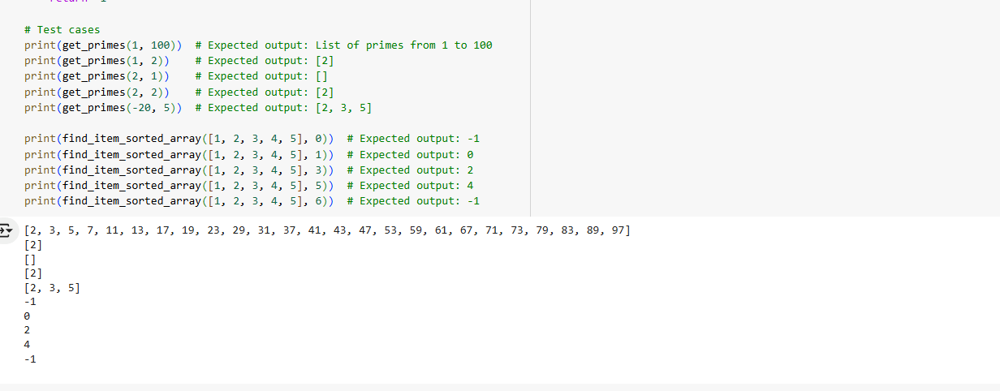 return -1
# Test cases
print(get_primes(1, 100))  # Expected output: List of primes from 1 to 100
print(get_primes(1, 2))    # Expected output: [2]
print(get_primes(2, 1))    # Expected output: []
print(get_primes(2, 2))    # Expected output: [2]
print(get_primes(-20, 5))  # Expected output: [2, 3, 5]
print(find_item_sorted_array([1, 2, 3, 4, 5], 0))  # Expected output: -1
print(find_item_sorted_array([1, 2, 3, 4, 5], 1))  # Expected output: 0
print(find_item_sorted_array([1, 2, 3, 4, 5], 3))  # Expected output: 2
print(find_item_sorted_array([1, 2, 3, 4, 5], 5))  # Expected output: 4
print(find_item_sorted_array([1, 2, 3, 4, 5], 6))  # Expected output: -1
[2, 3, 5, 7, 11, 13, 17, 19, 23, 29, 31, 37, 41, 43, 47, 53, 59, 61, 67, 71, 73, 79, 83, 89, 97]
[2]
[]
[2]
[2, 3, 5]
-1
0
2
4
-1